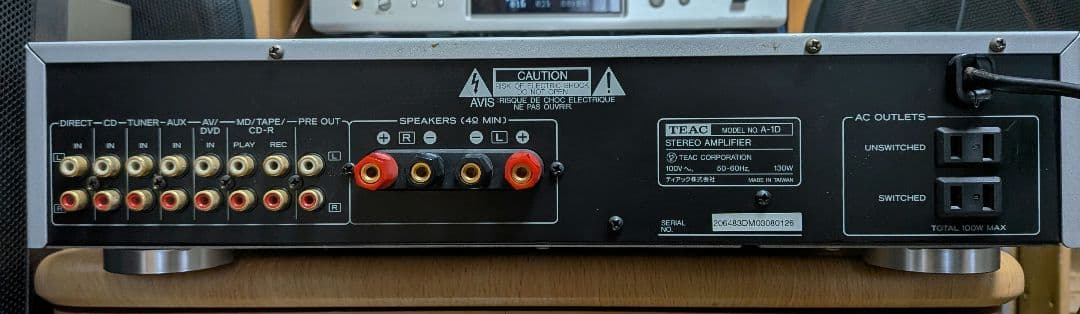 CAUTION
RISK OF ELECTRIC SHOCK
DO NOT OPEN
AVIS
RISQUE DE CHOC ELECTRIQUE
NE PAS OUVRIR.
DIRECT
CD
TUNER
AUX
AV/
DVD
MD/TAPE/
CD-R
PRE OUT
IN
IN
IN
IN
IN
PLAY
REC
L
L
R
R
SPEAKERS (4Ω MIN)
+ R − − L +
TEAC MODEL NO. A-1D
STEREO AMPLIFIER
TEAC CORPORATION
100V~, 50-60Hz, 130W
ティアック株式会社 MADE IN TAIWAN
SERIAL
NO.
206483DM03080126
AC OUTLETS
UNSWITCHED
SWITCHED
TOTAL 100W MAX